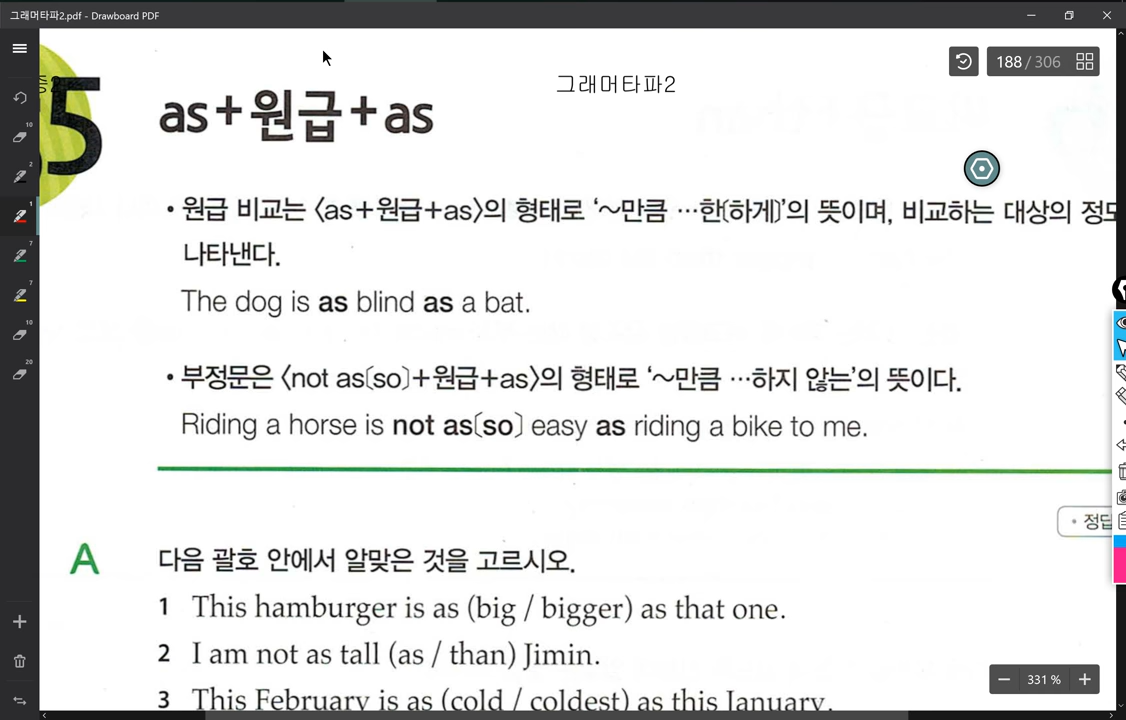 그래머타파2.pdf - Drawboard PDF
188 / 306
그래머타파2
5 as+원급+as
• 원급 비교는 〈as+원급+as〉의 형태로 ‘~만큼 …한(하게)’의 뜻이며, 비교하는 대상의 정도
나타낸다.
The dog is as blind as a bat.
• 부정문은 〈not as(so)+원급+as〉의 형태로 ‘~만큼 …하지 않는’의 뜻이다.
Riding a horse is not as(so) easy as riding a bike to me.
• 정답
A 다음 괄호 안에서 알맞은 것을 고르시오.
1 This hamburger is as (big / bigger) as that one.
2 I am not as tall (as / than) Jimin.
3 This February is as (cold / coldest) as this January.
10
2
1
7
7
10
20
331 %